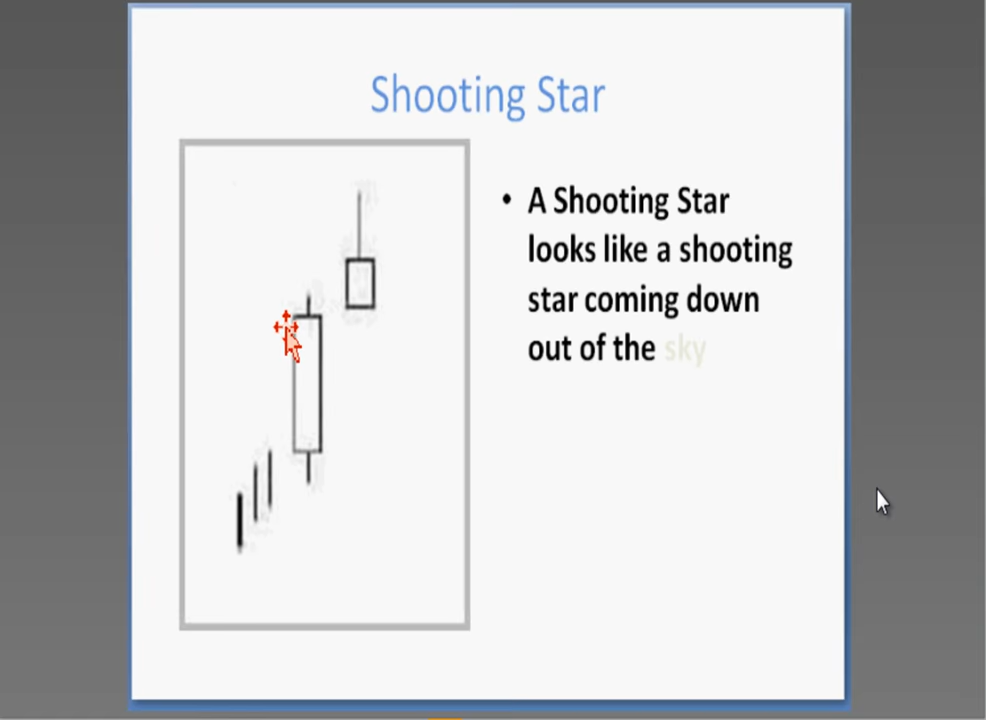 Shooting Star
• A Shooting Star
looks like a shooting
star coming down
out of the sky